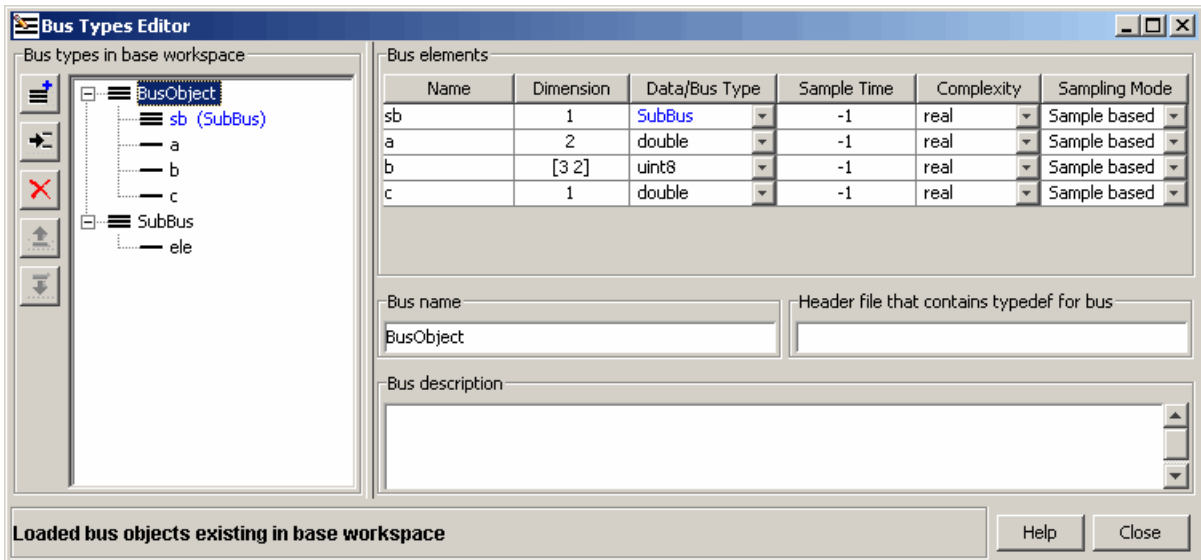 Bus Types Editor
Bus types in base workspace
BusObject
sb (SubBus)
a
b
c
SubBus
ele
Bus elements
Name Dimension Data/Bus Type Sample Time Complexity Sampling Mode
sb 1 SubBus -1 real Sample based
a 2 double -1 real Sample based
b [3 2] uint8 -1 real Sample based
c 1 double -1 real Sample based
Bus name
BusObject
Header file that contains typedef for bus
Bus description
Loaded bus objects existing in base workspace
Help Close